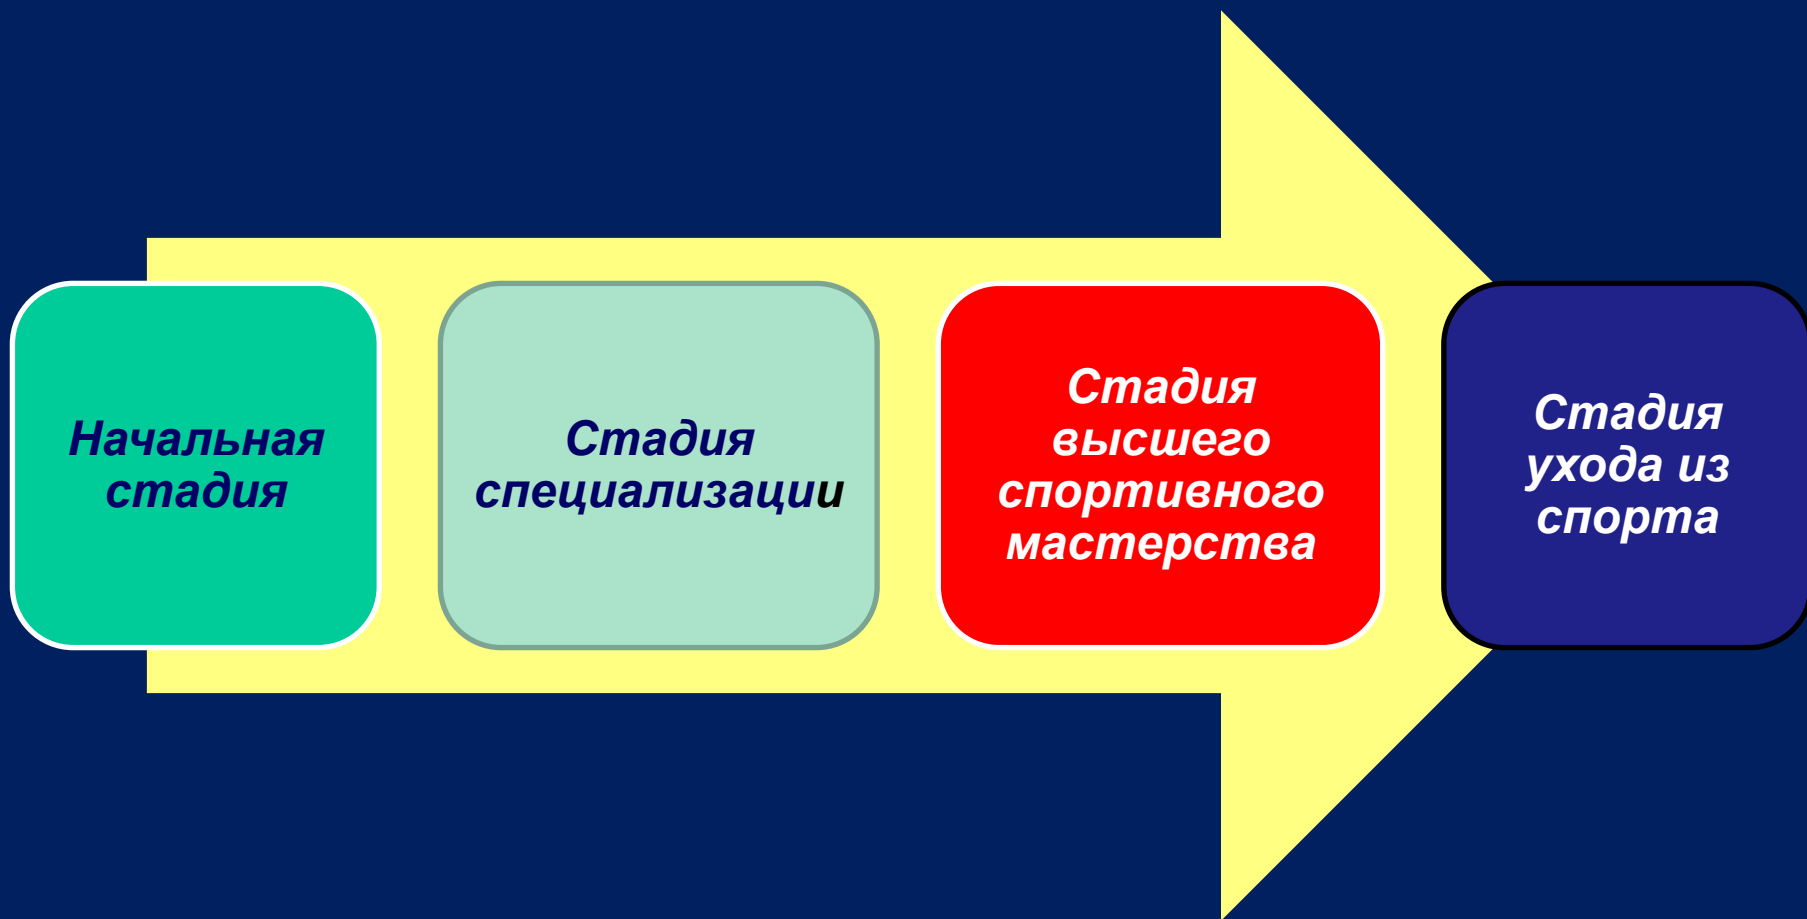 Начальная
стадия
Стадия
специализации
Стадия
высшего
спортивного
мастерства
Стадия
ухода из
спорта